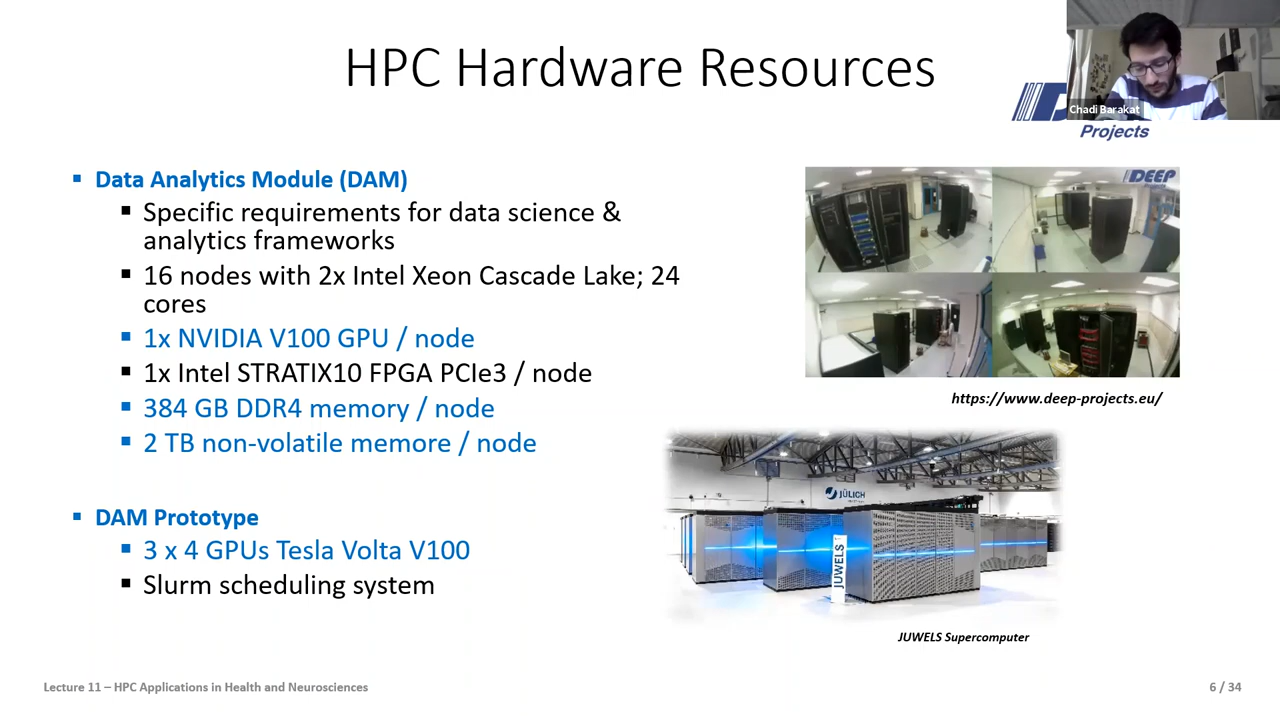 HPC Hardware Resources
Chadi Barakat
Projects
▪ Data Analytics Module (DAM)
▪ Specific requirements for data science &
analytics frameworks
▪ 16 nodes with 2x Intel Xeon Cascade Lake; 24
cores
▪ 1x NVIDIA V100 GPU / node
▪ 1x Intel STRATIX10 FPGA PCIe3 / node
▪ 384 GB DDR4 memory / node
▪ 2 TB non-volatile memore / node
▪ DAM Prototype
▪ 3 x 4 GPUs Tesla Volta V100
▪ Slurm scheduling system
DEEP
https://www.deep-projects.eu/
JÜLICH
JUWELS
JUWELS Supercomputer
Lecture 11 – HPC Applications in Health and Neurosciences
6 / 34